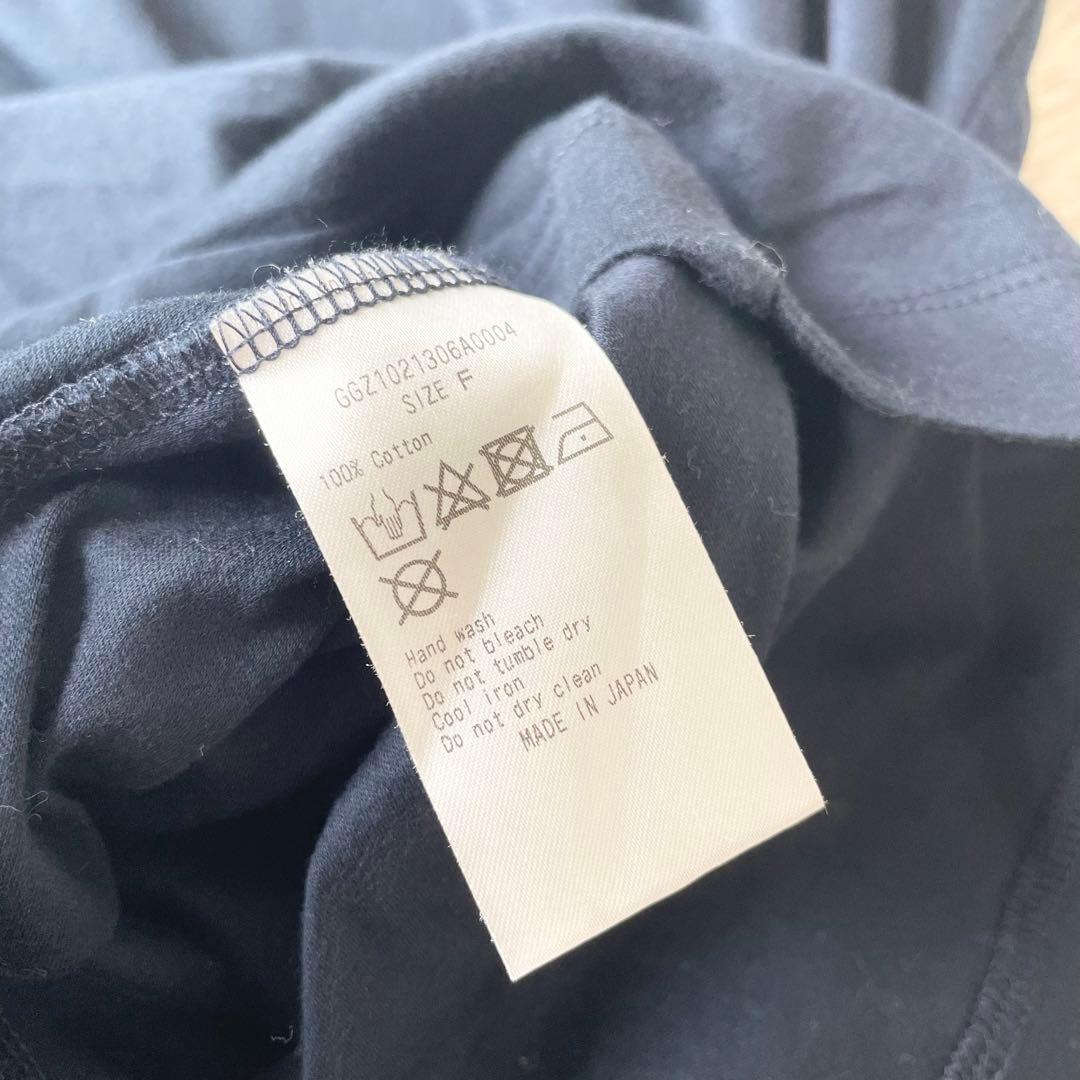 GGZ1021306A0004
SIZE F
100% Cotton
Hand wash
Do not bleach
Do not tumble dry
Cool iron
Do not dry clean
MADE IN JAPAN